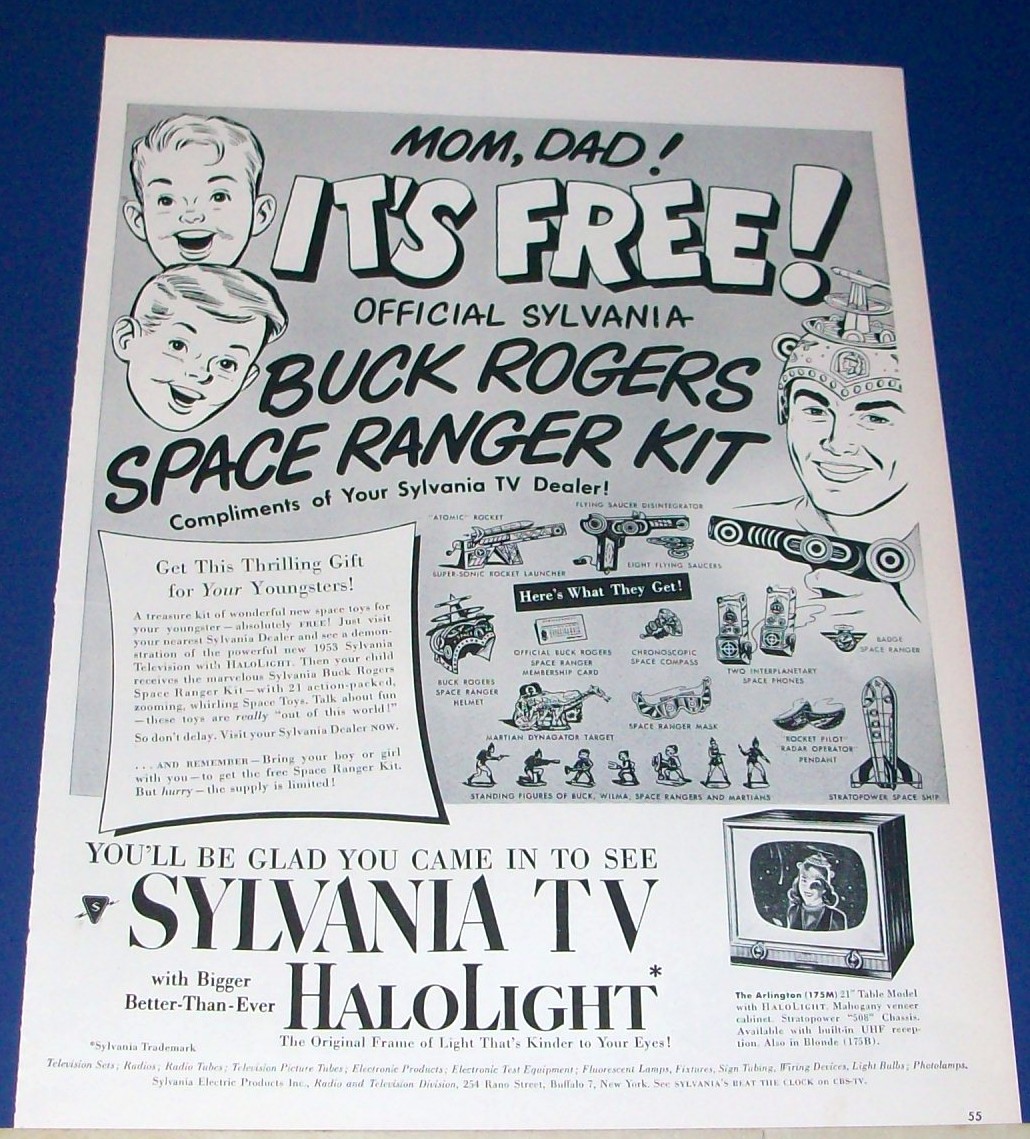 MOM, DAD!
IT'S FREE!
OFFICIAL SYLVANIA
BUCK ROGERS
SPACE RANGER KIT
Compliments of Your Sylvania TV Dealer!
Get This Thrilling Gift
for Your Youngsters!
A treasure kit of wonderful new space toys for
your youngster—absolutely FREE! Just visit
your nearest Sylvania Dealer and see a demon-
stration of the powerful new 1953 Sylvania
Television with HALOLIGHT. Then your child
receives the marvelous Sylvania Buck Rogers
Space Ranger Kit—with 21 action-packed,
zooming, whirling Space Toys. Talk about fun
—these toys are really "out of this world!"
So don't delay. Visit your Sylvania Dealer NOW.
. . . AND REMEMBER—Bring your boy or girl
with you—to get the free Space Ranger Kit.
But hurry—the supply is limited!
"ATOMIC" ROCKET
FLYING SAUCER DISINTEGRATOR
SUPER-SONIC ROCKET LAUNCHER
EIGHT FLYING SAUCERS
Here's What They Get!
BUCK ROGERS
SPACE RANGER
HELMET
OFFICIAL BUCK ROGERS
SPACE RANGER
MEMBERSHIP CARD
CHRONOSCOPIC
SPACE COMPASS
TWO INTERPLANETARY
SPACE PHONES
BADGE
SPACE RANGER
MARTIAN DYNAGATOR TARGET
SPACE RANGER MASK
"ROCKET PILOT"
"RADAR OPERATOR"
PENDANT
STANDING FIGURES OF BUCK, WILMA, SPACE RANGERS AND MARTIANS
STRATOPOWER SPACE SHIP
YOU'LL BE GLAD YOU CAME IN TO SEE
S
SYLVANIA TV
with Bigger
Better-Than-Ever
HALOLIGHT*
The Original Frame of Light That's Kinder to Your Eyes!
*Sylvania Trademark
The Arlington (175M) 21" Table Model
with HALOLIGHT. Mahogany veneer
cabinet. Stratopower "508" Chassis.
Available with built-in UHF recep-
tion. Also in Blonde (175B).
Television Sets; Radios; Radio Tubes; Television Picture Tubes; Electronic Products; Electronic Test Equipment; Fluorescent Lamps, Fixtures, Sign Tubing, Wiring Devices, Light Bulbs; Photolamps.
Sylvania Electric Products Inc., Radio and Television Division, 254 Rano Street, Buffalo 7, New York. See SYLVANIA'S BEAT THE CLOCK on CBS-TV.
55